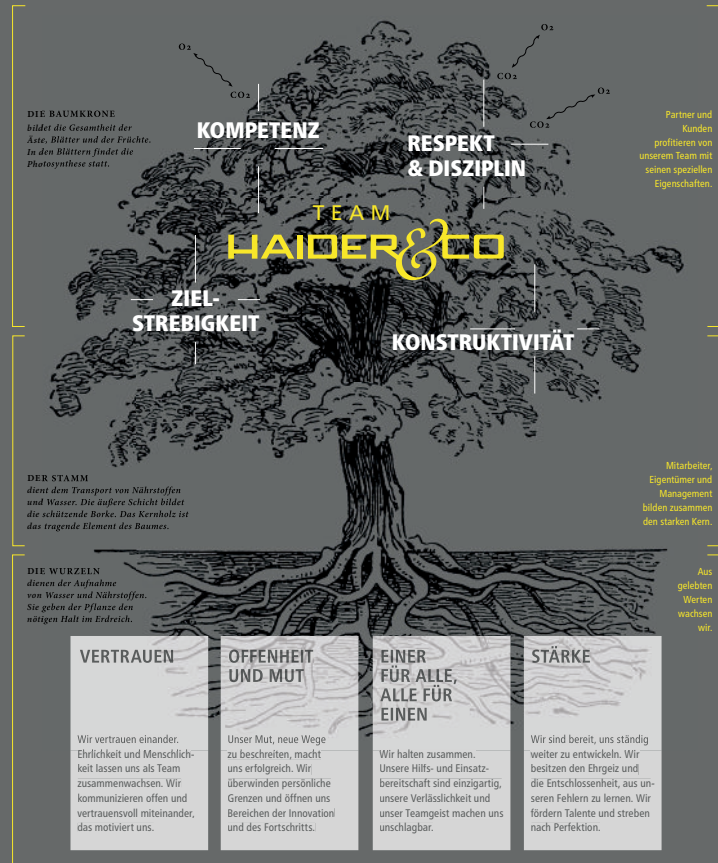 O2
CO2
O2
CO2
O2
CO2
DIE BAUMKRONE
bildet die Gesamtheit der
Äste, Blätter und der Früchte.
In den Blättern findet die
Photosynthese statt.
KOMPETENZ
RESPEKT
& DISZIPLIN
Partner und
Kunden
profitieren von
unserem Team mit
seinen speziellen
Eigenschaften.
TEAM
HAIDER&CO
ZIEL-
STREBIGKEIT
KONSTRUKTIVITÄT
DER STAMM
dient dem Transport von Nährstoffen
und Wasser. Die äußere Schicht bildet
die schützende Borke. Das Kernholz ist
das tragende Element des Baumes.
Mitarbeiter,
Eigentümer und
Management
bilden zusammen
den starken Kern.
DIE WURZELN
dienen der Aufnahme
von Wasser und Nährstoffen.
Sie geben der Pflanze den
nötigen Halt im Erdreich.
Aus
gelebten
Werten
wachsen
wir.
VERTRAUEN
Wir vertrauen einander.
Ehrlichkeit und Menschlich-
keit lassen uns als Team
zusammenwachsen. Wir
kommunizieren offen und
vertrauensvoll miteinander,
das motiviert uns.
OFFENHEIT
UND MUT
Unser Mut, neue Wege
zu beschreiten, macht
uns erfolgreich. Wir
überwinden persönliche
Grenzen und öffnen uns
Bereichen der Innovation
und des Fortschritts.
EINER
FÜR ALLE,
ALLE FÜR
EINEN
Wir halten zusammen.
Unsere Hilfs- und Einsatz-
bereitschaft sind einzigartig,
unsere Verlässlichkeit und
unser Teamgeist machen uns
unschlagbar.
STÄRKE
Wir sind bereit, uns ständig
weiter zu entwickeln. Wir
besitzen den Ehrgeiz und
die Entschlossenheit, aus un-
seren Fehlern zu lernen. Wir
fördern Talente und streben
nach Perfektion.